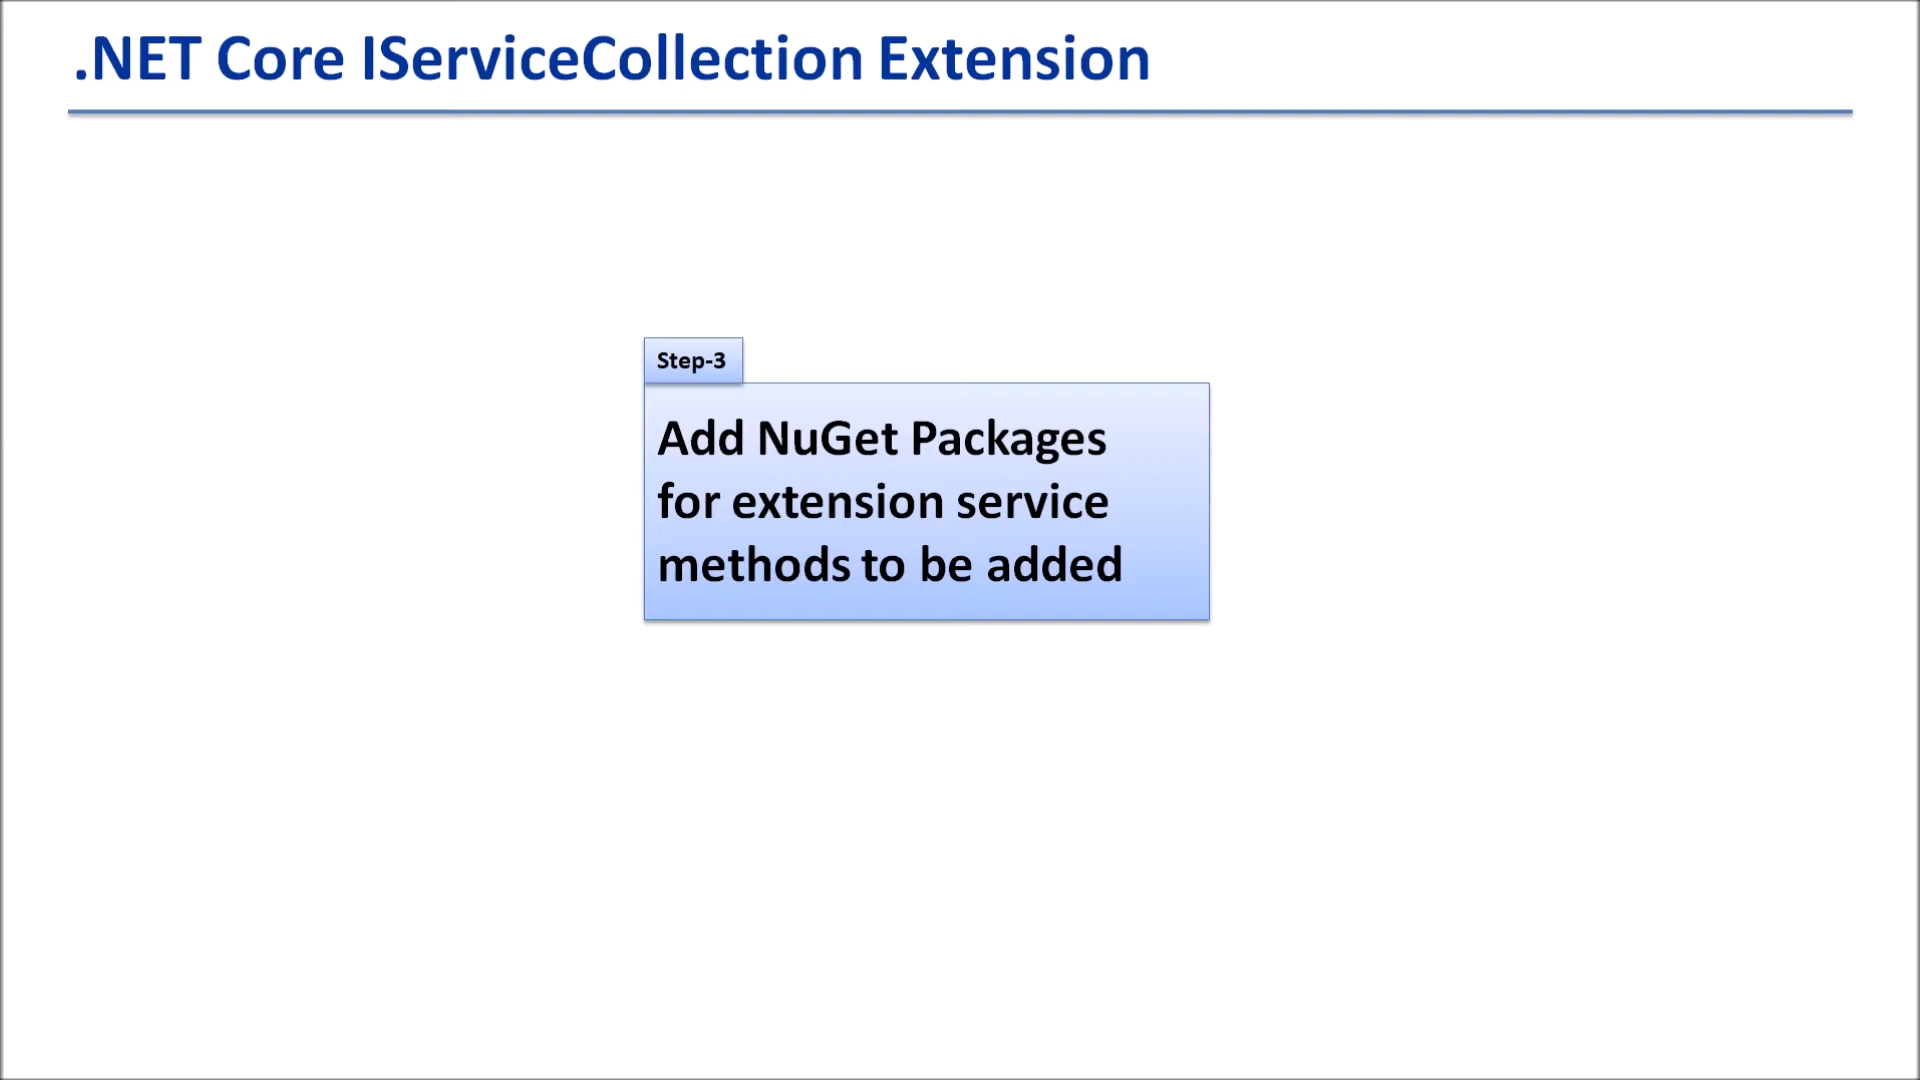 .NET Core IServiceCollection Extension
Step-3
Add NuGet Packages
for extension service
methods to be added